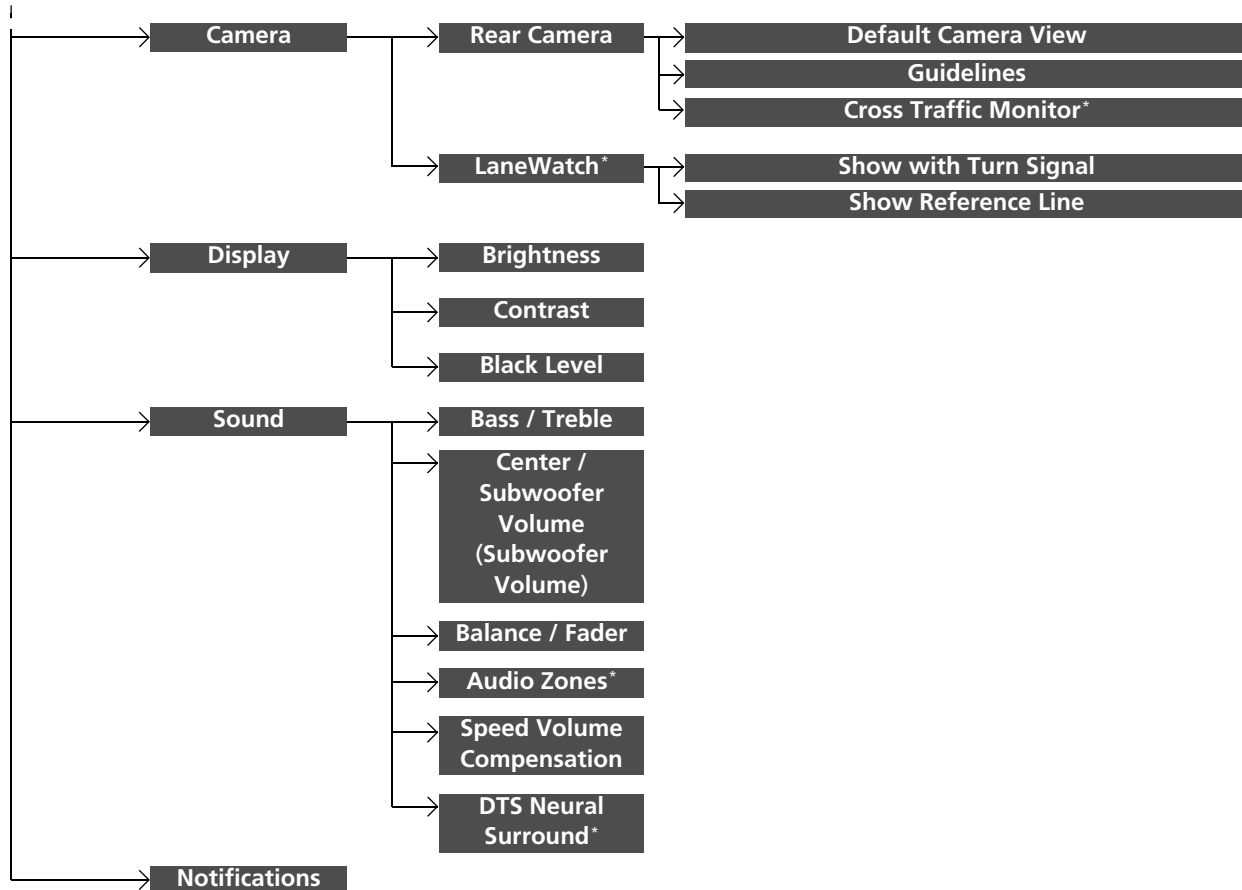 Camera
Rear Camera
Default Camera View
Guidelines
Cross Traffic Monitor*
LaneWatch*
Show with Turn Signal
Show Reference Line
Display
Brightness
Contrast
Black Level
Sound
Bass / Treble
Center /
Subwoofer
Volume
(Subwoofer
Volume)
Balance / Fader
Audio Zones*
Speed Volume
Compensation
DTS Neural
Surround*
Notifications